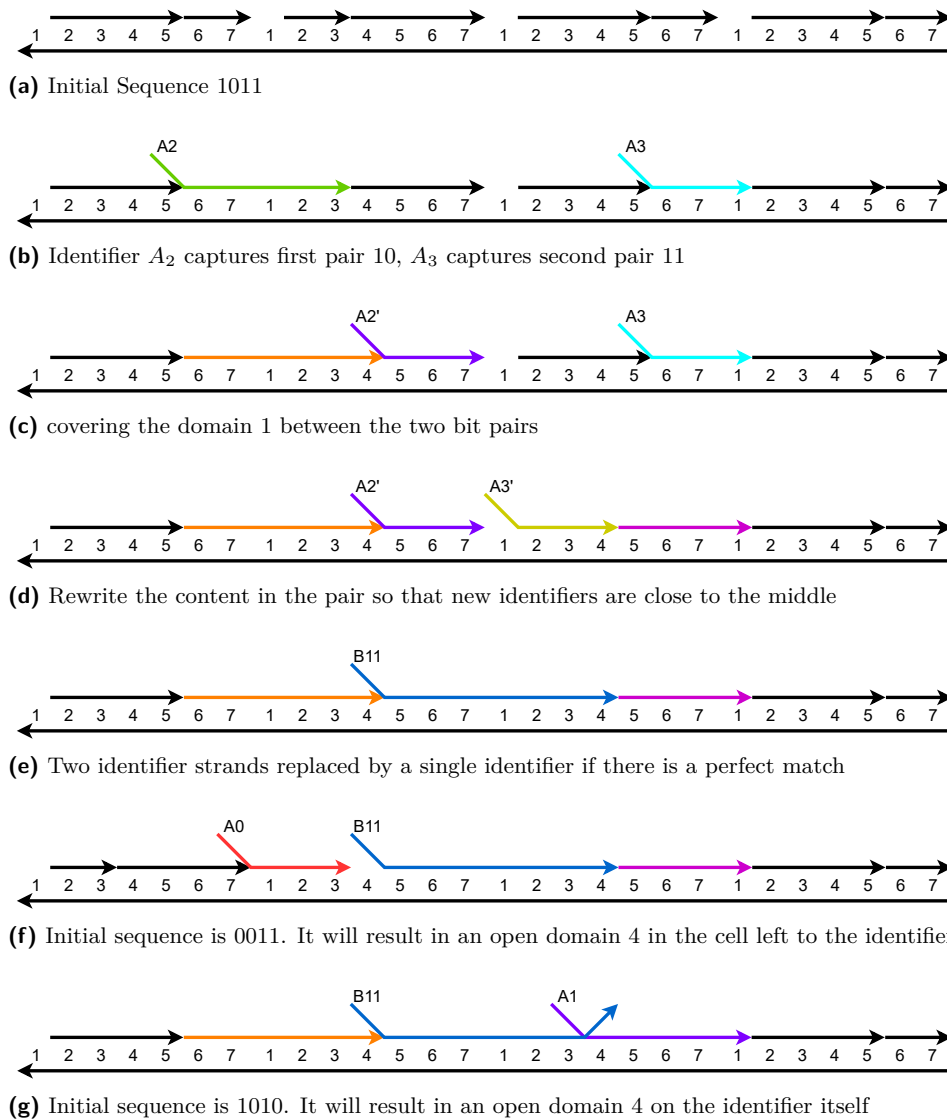 1 2 3 4 5 6 7 1 2 3 4 5 6 7 1 2 3 4 5 6 7 1 2 3 4 5 6 7
(a) Initial Sequence 1011
A2 A3
1 2 3 4 5 6 7 1 2 3 4 5 6 7 1 2 3 4 5 6 7 1 2 3 4 5 6 7
(b) Identifier A2 captures first pair 10, A3 captures second pair 11
A2' A3
1 2 3 4 5 6 7 1 2 3 4 5 6 7 1 2 3 4 5 6 7 1 2 3 4 5 6 7
(c) covering the domain 1 between the two bit pairs
A2' A3'
1 2 3 4 5 6 7 1 2 3 4 5 6 7 1 2 3 4 5 6 7 1 2 3 4 5 6 7
(d) Rewrite the content in the pair so that new identifiers are close to the middle
B11
1 2 3 4 5 6 7 1 2 3 4 5 6 7 1 2 3 4 5 6 7 1 2 3 4 5 6 7
(e) Two identifier strands replaced by a single identifier if there is a perfect match
A0 B11
1 2 3 4 5 6 7 1 2 3 4 5 6 7 1 2 3 4 5 6 7 1 2 3 4 5 6 7
(f) Initial sequence is 0011. It will result in an open domain 4 in the cell left to the identifier
B11 A1
1 2 3 4 5 6 7 1 2 3 4 5 6 7 1 2 3 4 5 6 7 1 2 3 4 5 6 7
(g) Initial sequence is 1010. It will result in an open domain 4 on the identifier itself